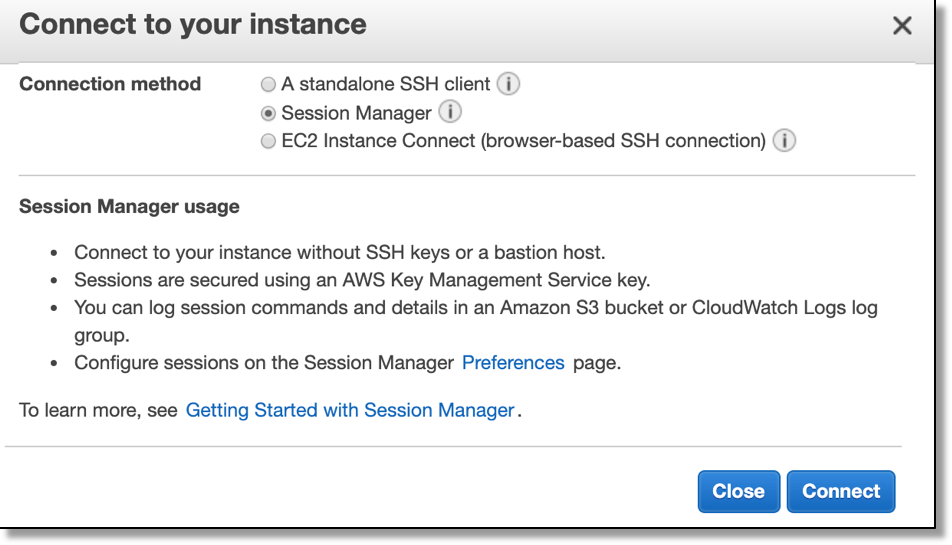 Connect to your instance
Connection method
A standalone SSH client
Session Manager
EC2 Instance Connect (browser-based SSH connection)
Session Manager usage
• Connect to your instance without SSH keys or a bastion host.
• Sessions are secured using an AWS Key Management Service key.
• You can log session commands and details in an Amazon S3 bucket or CloudWatch Logs log
group.
• Configure sessions on the Session Manager Preferences page.
To learn more, see Getting Started with Session Manager.
Close Connect